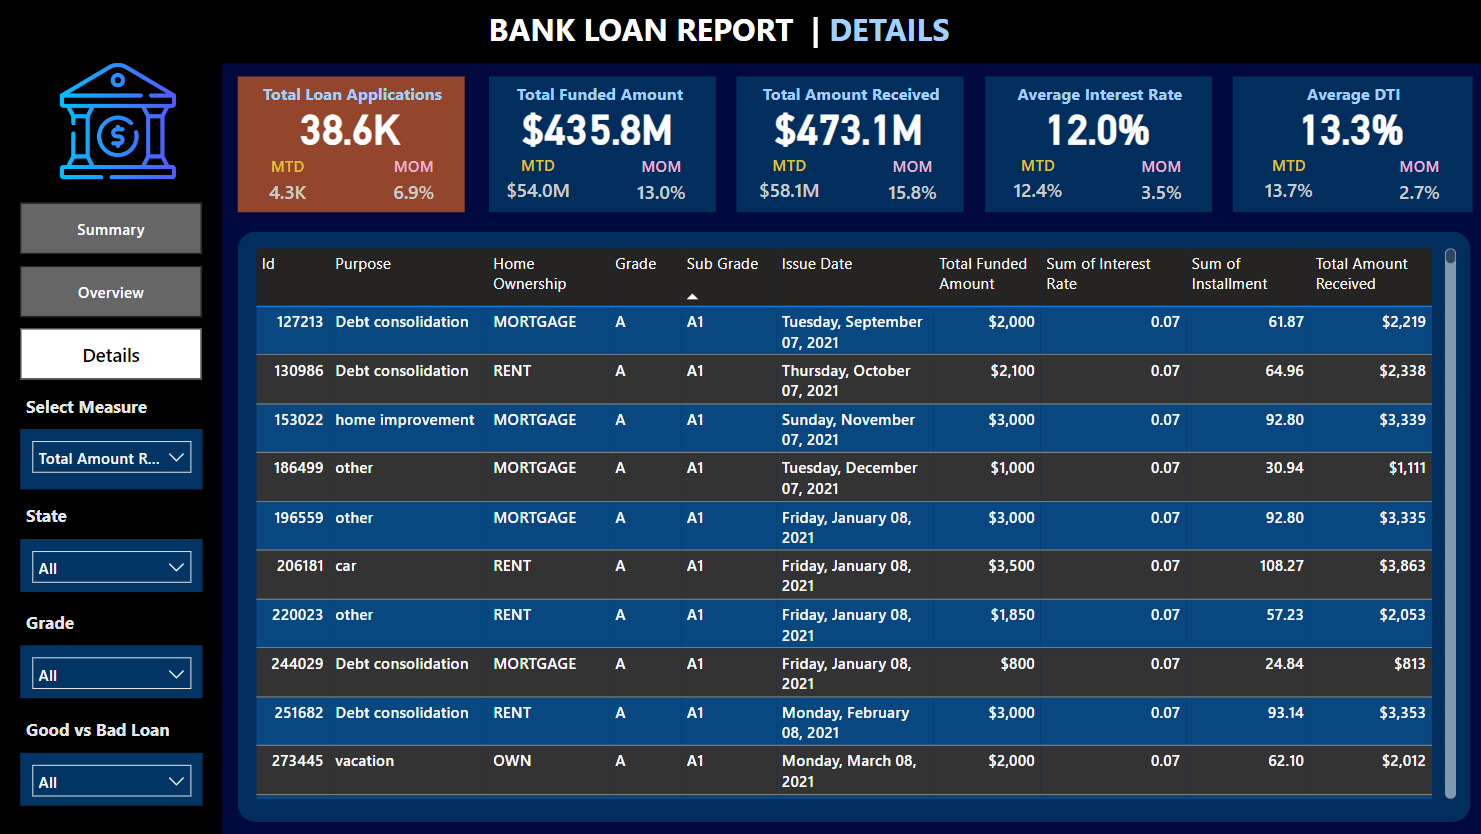 BANK LOAN REPORT | DETAILS
Total Loan Applications
38.6K
MTD MOM
4.3K 6.9%
Total Funded Amount
$435.8M
MTD MOM
$54.0M 13.0%
Total Amount Received
$473.1M
MTD MOM
$58.1M 15.8%
Average Interest Rate
12.0%
MTD MOM
12.4% 3.5%
Average DTI
13.3%
MTD MOM
13.7% 2.7%
$
Summary
Overview
Details
Select Measure
Total Amount R...
State
All
Grade
All
Good vs Bad Loan
All
Id Purpose Home Grade Sub Grade Issue Date Total Funded Sum of Interest Sum of Total Amount
Ownership Amount Rate Installment Received
127213 Debt consolidation MORTGAGE A A1 Tuesday, September $2,000 0.07 61.87 $2,219
07, 2021
130986 Debt consolidation RENT A A1 Thursday, October $2,100 0.07 64.96 $2,338
07, 2021
153022 home improvement MORTGAGE A A1 Sunday, November $3,000 0.07 92.80 $3,339
07, 2021
186499 other MORTGAGE A A1 Tuesday, December $1,000 0.07 30.94 $1,111
07, 2021
196559 other MORTGAGE A A1 Friday, January 08, $3,000 0.07 92.80 $3,335
2021
206181 car RENT A A1 Friday, January 08, $3,500 0.07 108.27 $3,863
2021
220023 other RENT A A1 Friday, January 08, $1,850 0.07 57.23 $2,053
2021
244029 Debt consolidation MORTGAGE A A1 Friday, January 08, $800 0.07 24.84 $813
2021
251682 Debt consolidation RENT A A1 Monday, February $3,000 0.07 93.14 $3,353
08, 2021
273445 vacation OWN A A1 Monday, March 08, $2,000 0.07 62.10 $2,012
2021